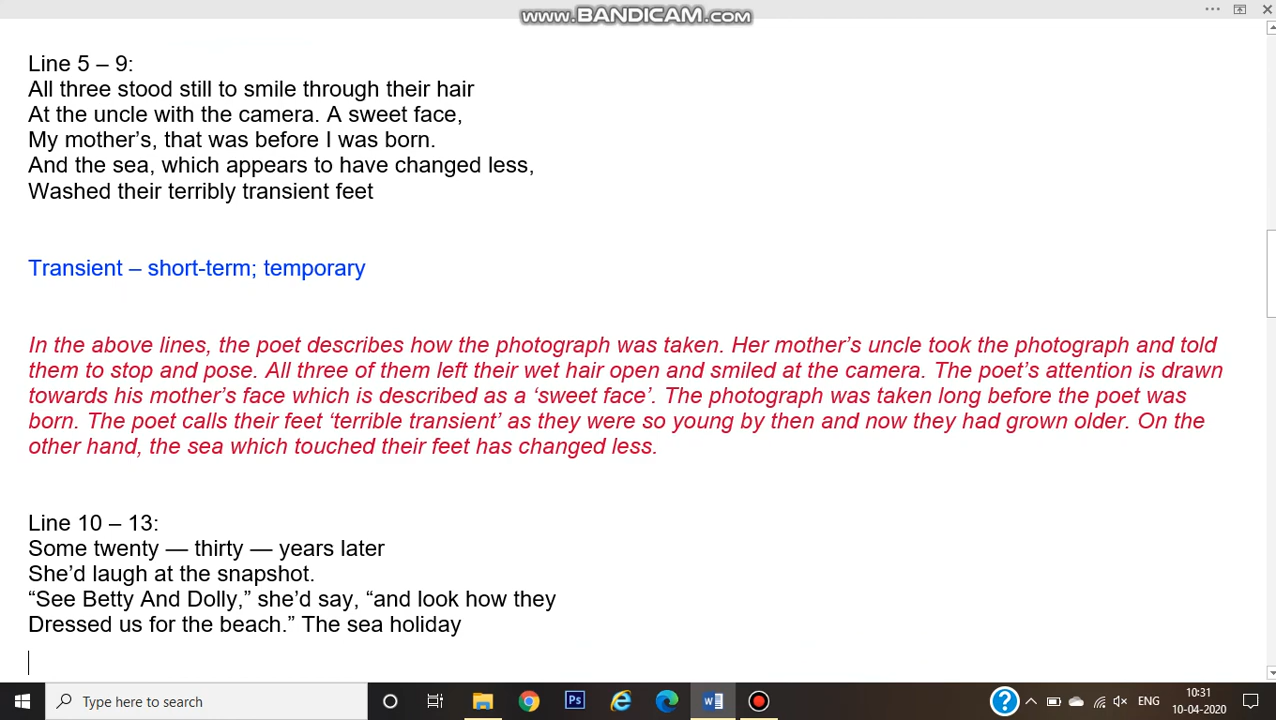 www.BANDICAM.com
Line 5 – 9:
All three stood still to smile through their hair
At the uncle with the camera. A sweet face,
My mother’s, that was before I was born.
And the sea, which appears to have changed less,
Washed their terribly transient feet
Transient – short-term; temporary
In the above lines, the poet describes how the photograph was taken. Her mother’s uncle took the photograph and told
them to stop and pose. All three of them left their wet hair open and smiled at the camera. The poet’s attention is drawn
towards his mother’s face which is described as a ‘sweet face’. The photograph was taken long before the poet was
born. The poet calls their feet ‘terrible transient’ as they were so young by then and now they had grown older. On the
other hand, the sea which touched their feet has changed less.
Line 10 – 13:
Some twenty — thirty — years later
She’d laugh at the snapshot.
“See Betty And Dolly,” she’d say, “and look how they
Dressed us for the beach.” The sea holiday
Type here to search
Ps
W
?
ENG
10:31
10-04-2020